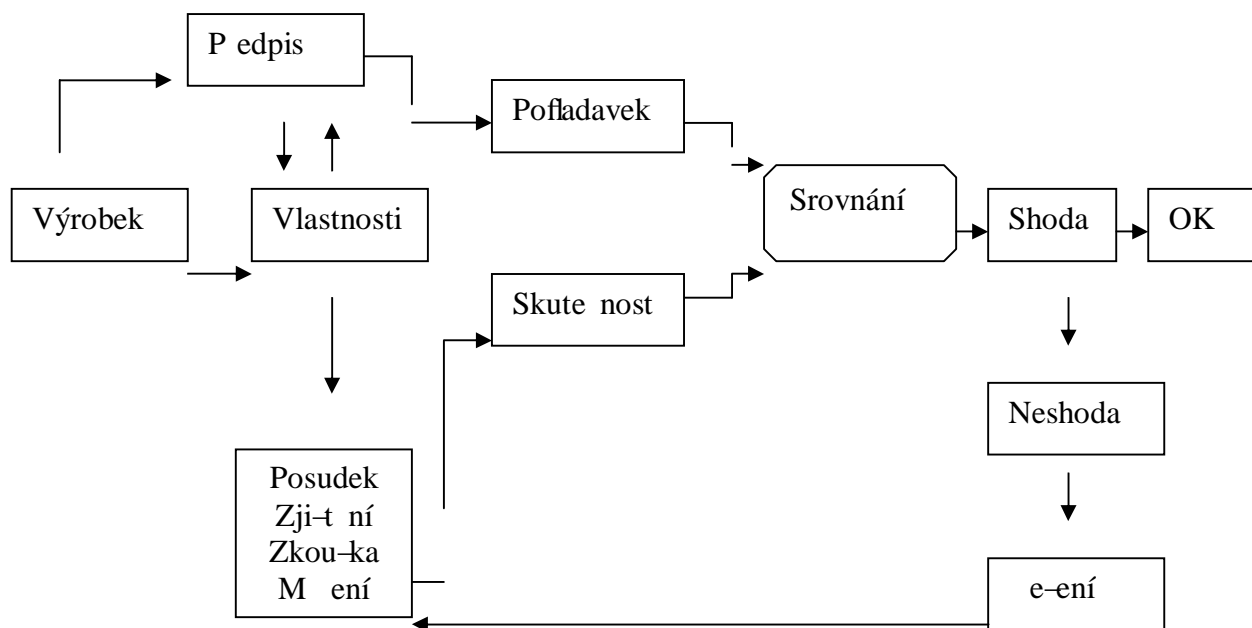 P edpis
Pofladavek
Výrobek
Vlastnosti
Srovnání
Shoda
OK
Skute nost
Neshoda
Posudek
Zji–t ní
Zkou–ka
M ení
e–ení